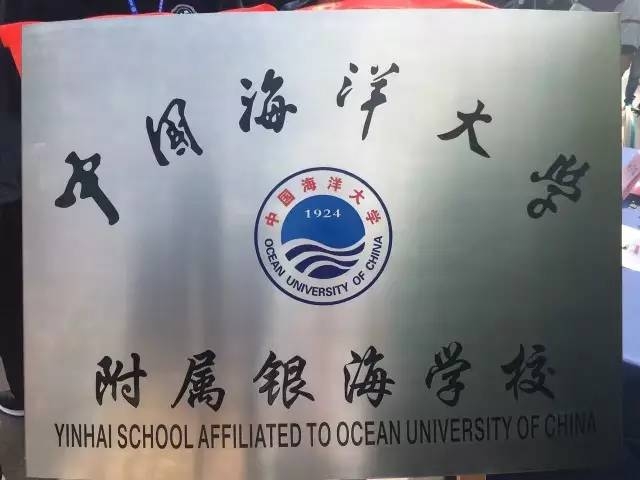 中国海洋大学
中国海洋大学
1924
OCEAN UNIVERSITY OF CHINA
附属银海学校
YINHAI SCHOOL AFFILIATED TO OCEAN UNIVERSITY OF CHINA